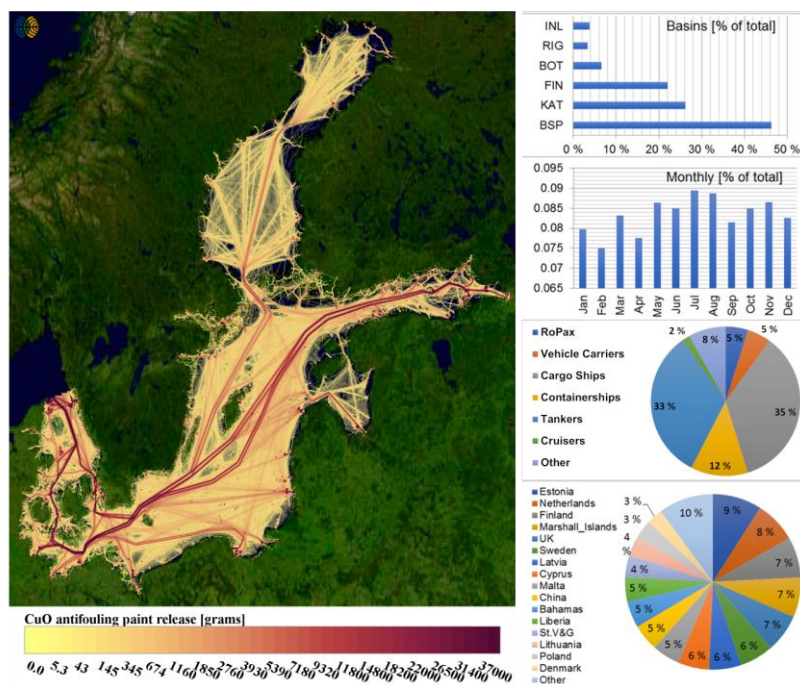 Basins [% of total]
INL
RIG
BOT
FIN
KAT
BSP
0 % 10 % 20 % 30 % 40 % 50 %
Monthly [% of total]
0.095
0.09
0.085
0.08
0.075
0.07
0.065
Jan Feb Mar Apr May Jun Jul Aug Sep Oct Nov Dec
RoPax
Vehicle Carriers
Cargo Ships
Containerships
Tankers
Cruisers
Other
2 % 8 % 5 % 5 %
33 % 35 %
12 %
Estonia
Netherlands
Finland
Marshall_Islands
UK
Sweden
Latvia
Cyprus
Malta
China
Bahamas
Liberia
St.V&G
Lithuania
Poland
Denmark
Other
9 %
8 %
7 %
7 %
7 %
6 %
6 %
6 %
5 %
5 %
5 %
5 %
4 %
4 %
3 %
3 %
10 %
CuO antifouling paint release [grams]
0.0 5.3 43 145 345 674 1160 1850 2760 3930 5390 7180 9320 11800 14800 18200 22000 26500 31400 37000